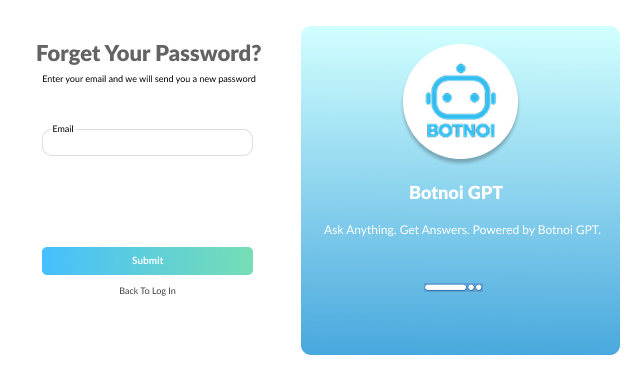 Forget Your Password?
Enter your email and we will send you a new password
Email
Submit
Back To Log In
BOTNOI
Botnoi GPT
Ask Anything. Get Answers. Powered by Botnoi GPT.